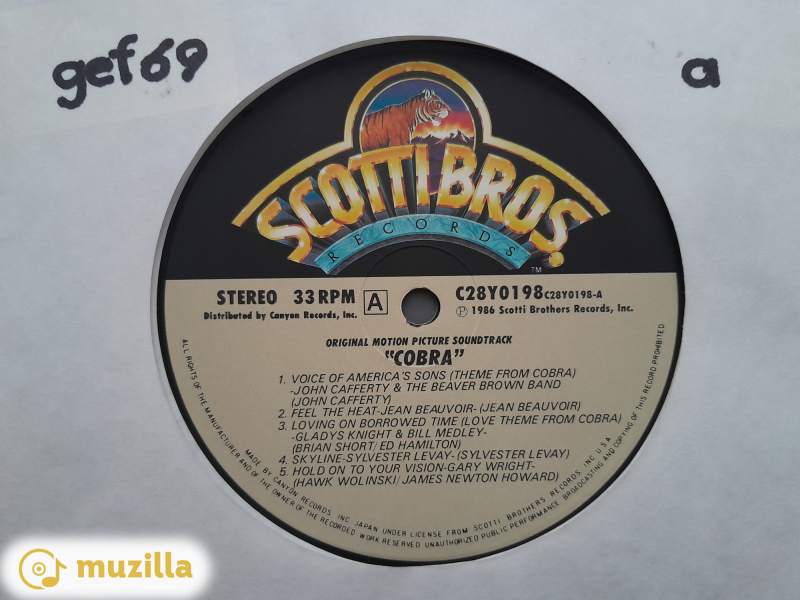 gef69
a
SCOTTI BROS.
RECORDS
TM
STEREO 33 RPM A C28Y0198 C28Y0198-A
Distributed by Canyon Records, Inc. Ⓟ 1986 Scotti Brothers Records, Inc.
ORIGINAL MOTION PICTURE SOUNDTRACK
"COBRA"
1. VOICE OF AMERICA'S SONS (THEME FROM COBRA)
-JOHN CAFFERTY & THE BEAVER BROWN BAND
(JOHN CAFFERTY)
2. FEEL THE HEAT-JEAN BEAUVOIR- (JEAN BEAUVOIR)
3. LOVING ON BORROWED TIME (LOVE THEME FROM COBRA)
-GLADYS KNIGHT & BILL MEDLEY-
(BRIAN SHORT/ED HAMILTON)
4. SKYLINE-SYLVESTER LEVAY- (SYLVESTER LEVAY)
5. HOLD ON TO YOUR VISION-GARY WRIGHT-
(HAWK WOLINSKI/JAMES NEWTON HOWARD)
MADE BY CANYON RECORDS, INC. JAPAN UNDER LICENSE FROM SCOTTI BROTHERS RECORDS, INC. U.S.A.
ALL RIGHTS OF THE MANUFACTURER AND OF THE OWNER OF THE RECORDED WORK RESERVED. UNAUTHORIZED PUBLIC PERFORMANCE BROADCASTING AND COPYING OF THIS RECORD PROHIBITED
muzilla